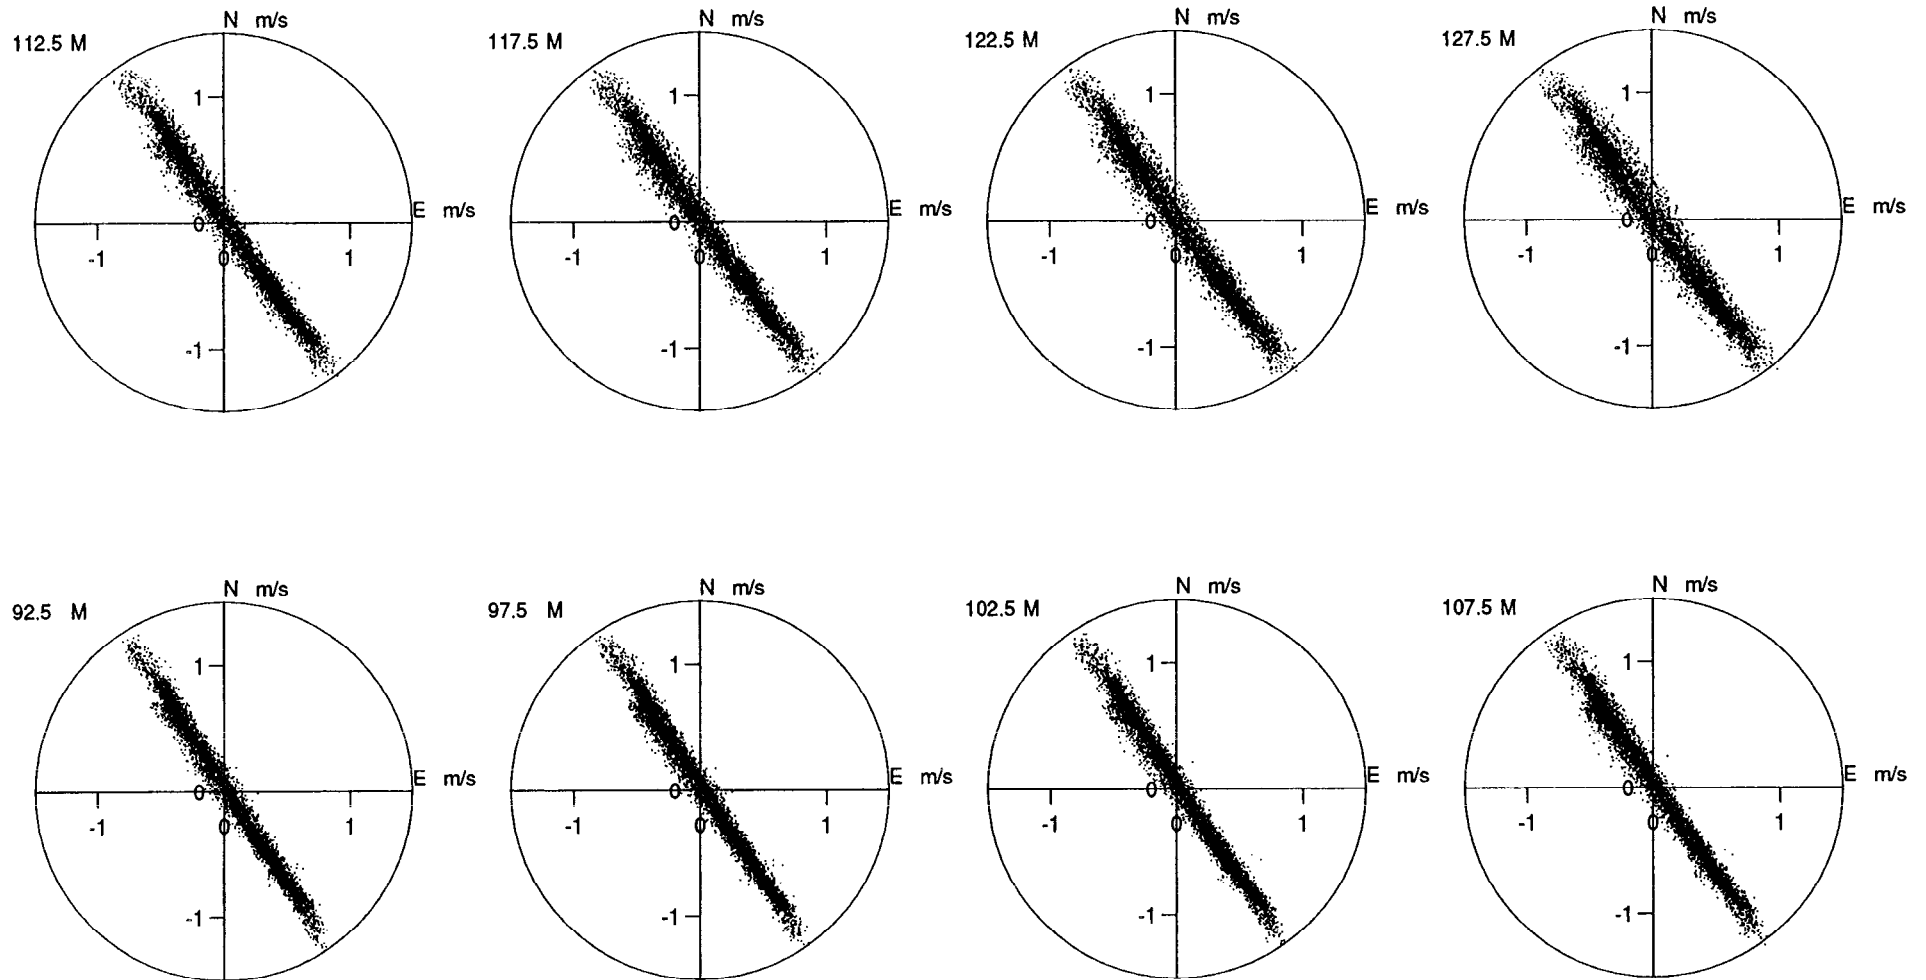 N m/s N m/s N m/s N m/s
112.5 M 117.5 M 122.5 M 127.5 M
1 1 1 1
0 E m/s 0 E m/s 0 E m/s 0 E m/s
-1 0 1 -1 0 1 -1 0 1 -1 0 1
-1 -1 -1 -1
N m/s N m/s N m/s N m/s
92.5 M 97.5 M 102.5 M 107.5 M
1 1 1 1
0 E m/s 0 E m/s 0 E m/s 0 E m/s
-1 0 1 -1 0 1 -1 0 1 -1 0 1
-1 -1 -1 -1